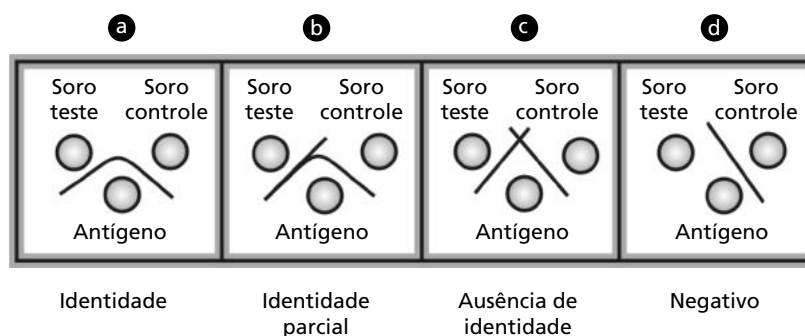 a b c d
Soro teste Soro controle Soro teste Soro controle Soro teste Soro controle Soro teste Soro controle
Antígeno Antígeno Antígeno Antígeno
Identidade Identidade parcial Ausência de identidade Negativo